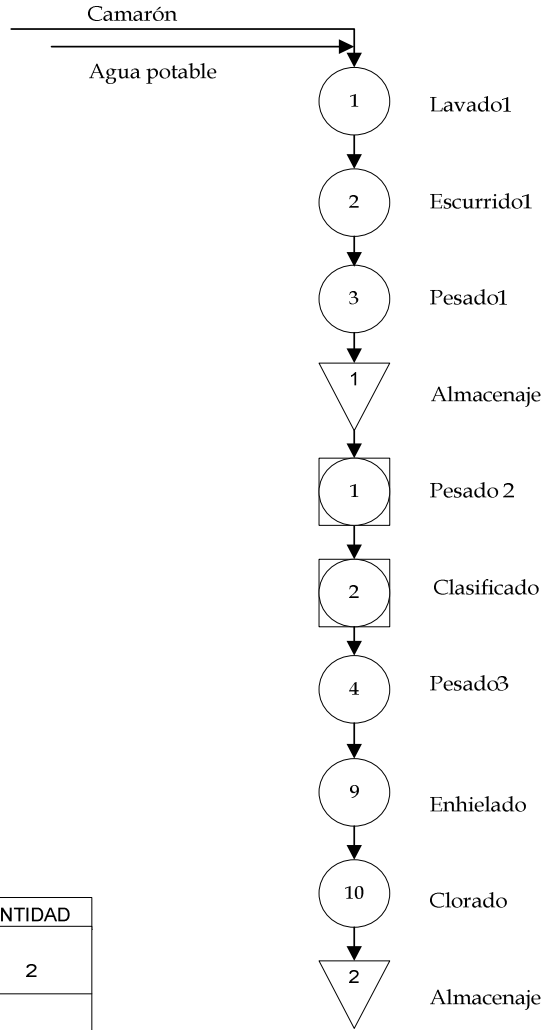 Camarón
Agua potable
1 Lavado1
2 Escurrido1
3 Pesado1
1 Almacenaje
1 Pesado 2
2 Clasificado
4 Pesado3
9 Enhielado
10 Clorado
2 Almacenaje
NTIDAD
2